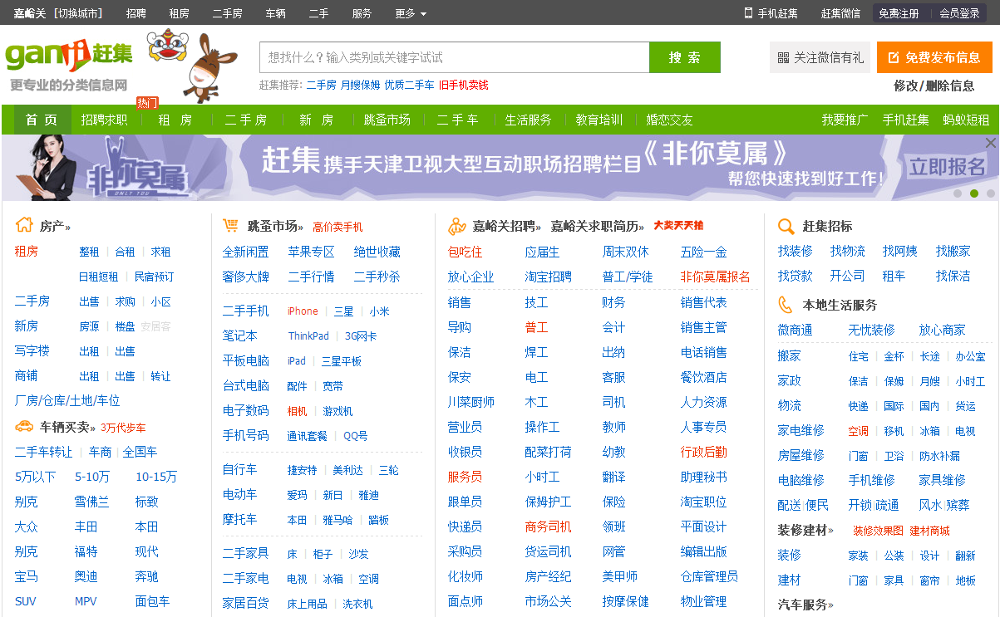 嘉峪关 [切换城市] 招聘 租房 二手房 车辆 二手 服务 更多 手机赶集 赶集微信 免费注册 会员登录
ganji赶集
更专业的分类信息网
想找什么？输入类别或关键字试试 搜 索
赶集推荐: 二手房 月嫂保姆 优质二手车 旧手机卖钱
关注微信有礼 免费发布信息
修改/删除信息
热门
首 页 招聘求职 租 房 二 手 房 新 房 跳蚤市场 二 手 车 生活服务 教育培训 婚恋交友 我要推广 手机赶集 蚂蚁短租
非你莫属
ONLY YOU
赶集携手天津卫视大型互动职场招聘栏目《非你莫属》
帮您快速找到好工作!
立即报名
房产»
租房 整租 合租 求租
日租短租 民宿预订
二手房 出售 求购 小区
新房 房源 楼盘 安居客
写字楼 出租 出售
商铺 出租 出售 转让
厂房/仓库/土地/车位
车辆买卖» 3万代步车
二手车转让 车商 全国车
5万以下 5-10万 10-15万
别克 雪佛兰 标致
大众 丰田 本田
别克 福特 现代
宝马 奥迪 奔驰
SUV MPV 面包车
跳蚤市场» 高价卖手机
全新闲置 苹果专区 绝世收藏
奢侈大牌 二手行情 二手秒杀
二手手机 iPhone 三星 小米
笔记本 ThinkPad 3G网卡
平板电脑 iPad 三星平板
台式电脑 配件 宽带
电子数码 相机 游戏机
手机号码 通讯套餐 QQ号
自行车 捷安特 美利达 三轮
电动车 爱玛 新日 雅迪
摩托车 本田 雅马哈 踏板
二手家具 床 柜子 沙发
二手家电 电视 冰箱 空调
家居百货 床上用品 洗衣机
嘉峪关招聘» 嘉峪关求职简历» 大奖天天抽
包吃住 应届生 周末双休 五险一金
放心企业 淘宝招聘 普工/学徒 非你莫属报名
销售 技工 财务 销售代表
导购 普工 会计 销售主管
保洁 焊工 出纳 电话销售
保安 电工 客服 餐饮酒店
川菜厨师 木工 司机 人力资源
营业员 操作工 教师 人事专员
收银员 配菜打荷 幼教 行政后勤
服务员 小时工 翻译 助理秘书
跟单员 保姆护工 保险 淘宝职位
快递员 商务司机 领班 平面设计
采购员 货运司机 网管 编辑出版
化妆师 房产经纪 美甲师 仓库管理员
面点师 市场公关 按摩保健 物业管理
赶集招标
找装修 找物流 找阿姨 找搬家
找贷款 开公司 租车 找保洁
本地生活服务
微商通 无忧装修 放心商家
搬家 住宅 金杯 长途 办公室
家政 保洁 保姆 月嫂 小时工
物流 快递 国际 国内 货运
家电维修 空调 移机 冰箱 电视
房屋维修 门窗 卫浴 防水补漏
电脑维修 手机维修 家具维修
配送|便民 开锁|疏通 风水|殡葬
装修建材» 装修效果图 建材商城
装修 家装 公装 设计 翻新
建材 门窗 家具 窗帘 地板
汽车服务»